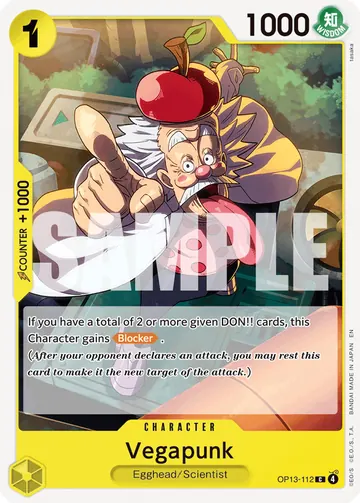 1
1000
知
WISDOM
tasaka
COUNTER +1000
SAMPLE
If you have a total of 2 or more given DON!! cards, this
Character gains Blocker .
(After your opponent declares an attack, you may rest this
card to make it the new target of the attack.)
CHARACTER
Vegapunk
Egghead/Scientist
OP13-112 C 4
©E.O/S. ©E.O./S., T.A. BANDAI MADE IN JAPAN EN